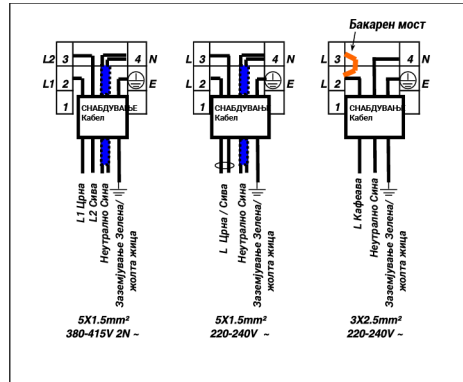 Бакарен мост
L2 3 4 N
L1 2 E
1
СНАБДУВАЊЕ
Кабел
L1 Црна
L2 Сива
Неутрално Сина
Заземјување Зелена/
жолта жица
5X1.5mm²
380-415V 2N ~
L 3 4 N
L 2 E
1
СНАБДУВАЊЕ
Кабел
L Црна / Сива
Неутрално Сина
Заземјување Зелена/
жолта жица
5X1.5mm²
220-240V ~
L 3 4 N
L 2 E
1
СНАБДУВАЊЕ
Кабел
L Кафеава
Неутрално Сина
Заземјување Зелена/
жолта жица
3X2.5mm²
220-240V ~